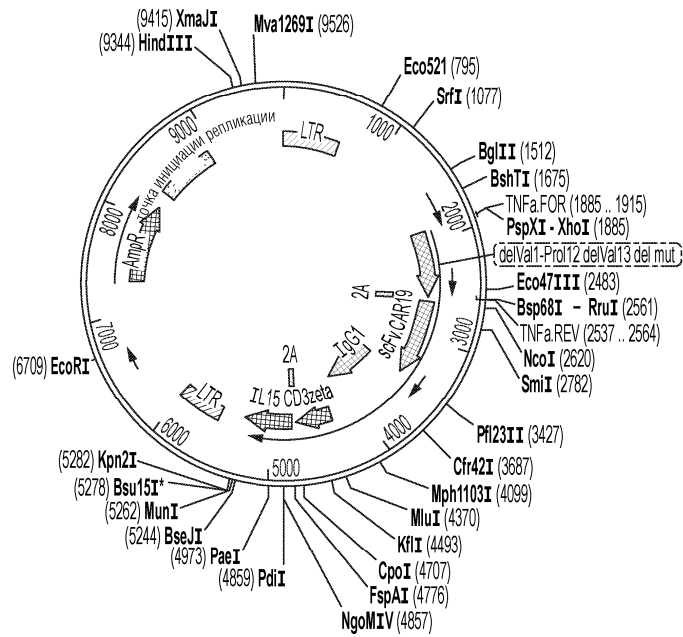 (9415) XmaJI
(9344) HindIII
Mva1269I (9526)
Eco521 (795)
SrfI (1077)
BglII (1512)
BshTI (1675)
TNFa.FOR (1885 .. 1915)
PspXI - XhoI (1885)
delVal1-Prol12 delVal13 del mut
Eco47III (2483)
Bsp68I - RruI (2561)
TNFa.REV (2537 .. 2564)
NcoI (2620)
SmiI (2782)
Pfl23II (3427)
Cfr42I (3687)
Mph1103I (4099)
MluI (4370)
KflI (4493)
CpoI (4707)
FspAI (4776)
NgoMIV (4857)
(4859) PdiI
(4973) PaeI
(5244) BseJI
(5262) MunI
(5278) Bsu15I*
(5282) Kpn2I
(6709) EcoRI
1000
2000
3000
4000
5000
6000
7000
8000
9000
точка инициации репликации
LTR
AmpR
2A
scFv.CAR19
IgG1
2A
IL15 CD3zeta
LTR